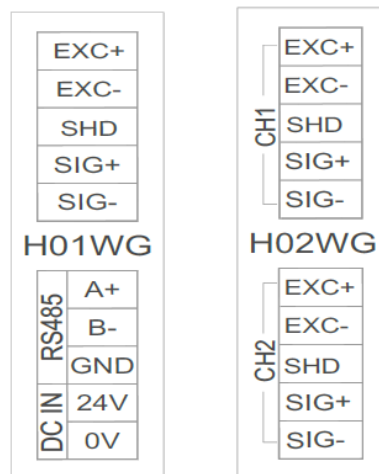 EXC+
EXC-
SHD
SIG+
SIG-
H01WG
RS485
A+
B-
GND
DC IN
24V
0V
CH1
EXC+
EXC-
SHD
SIG+
SIG-
H02WG
CH2
EXC+
EXC-
SHD
SIG+
SIG-